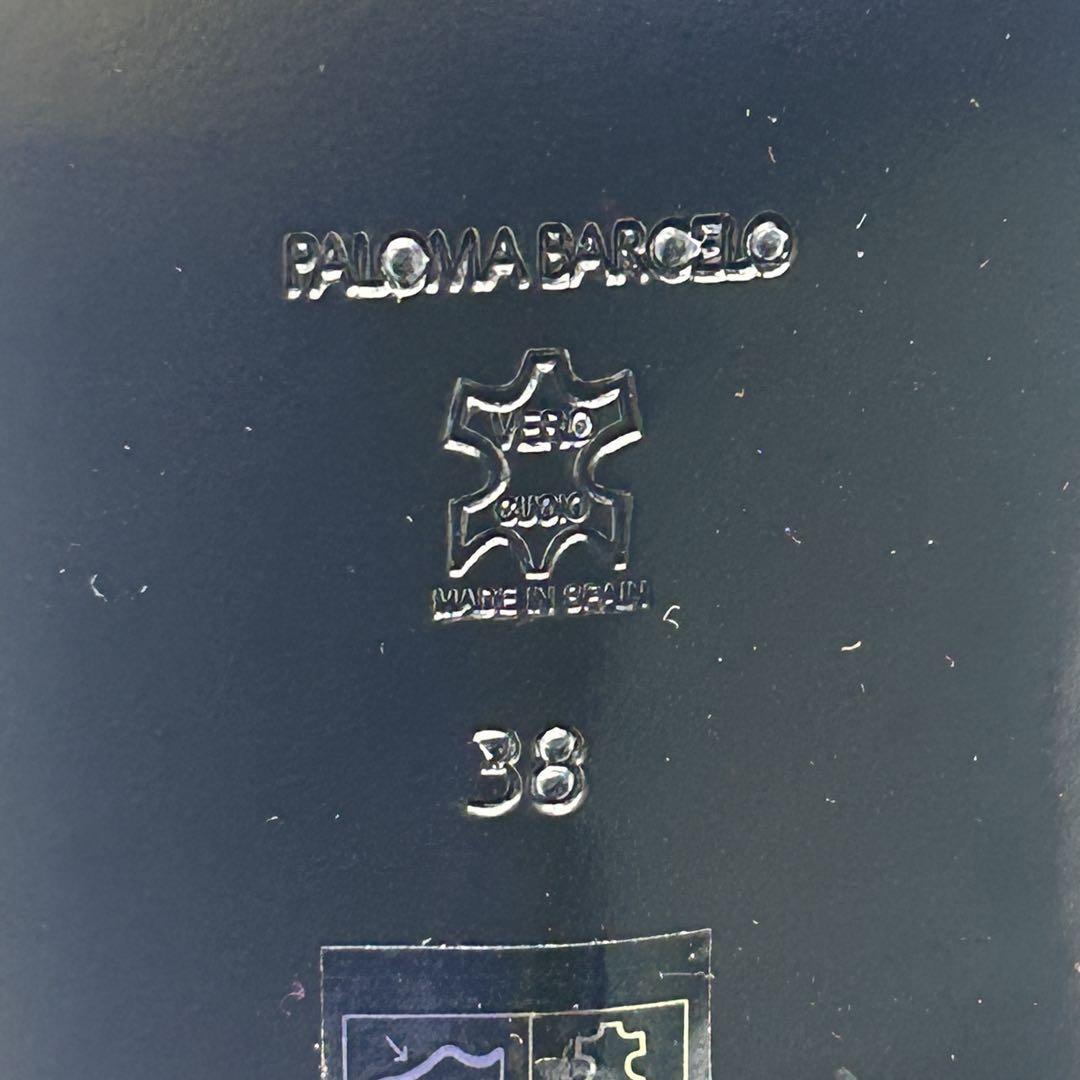 PALOMA BARCELO
VERO
CUOIO
MADE IN SPAIN
38